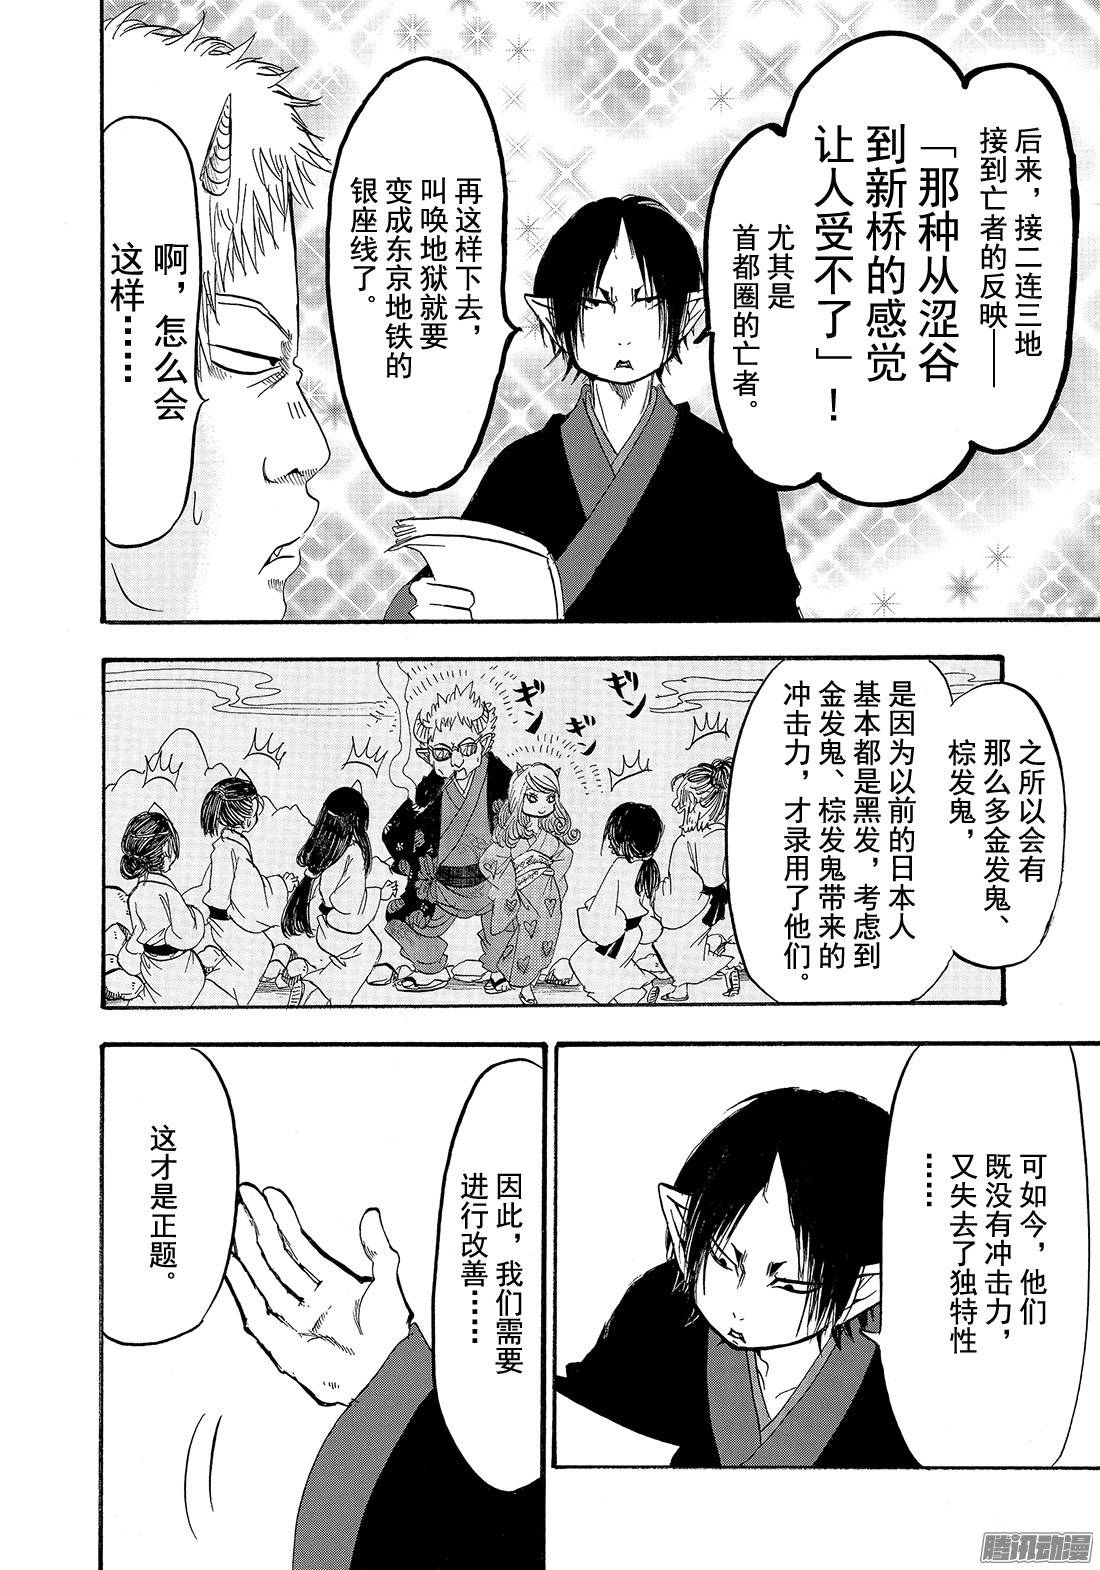 后来，接二连三地
接到亡者的反映——
「那种从涩谷
到新桥的感觉
让人受不了」！
尤其是
首都圈的亡者。
再这样下去，
叫唤地狱就要
变成东京地铁的
银座线了。
啊，怎么会
这样……
之所以会有
那么多金发鬼、
棕发鬼，
是因为以前的日本人
基本都是黑发，考虑到
金发鬼、棕发鬼带来的
冲击力，才录用了他们。
ギン
ギン
可如今，他们
既没有冲击力，
又失去了独特性
……
因此，我们需要
进行改善……
这才是正题。
腾讯动漫